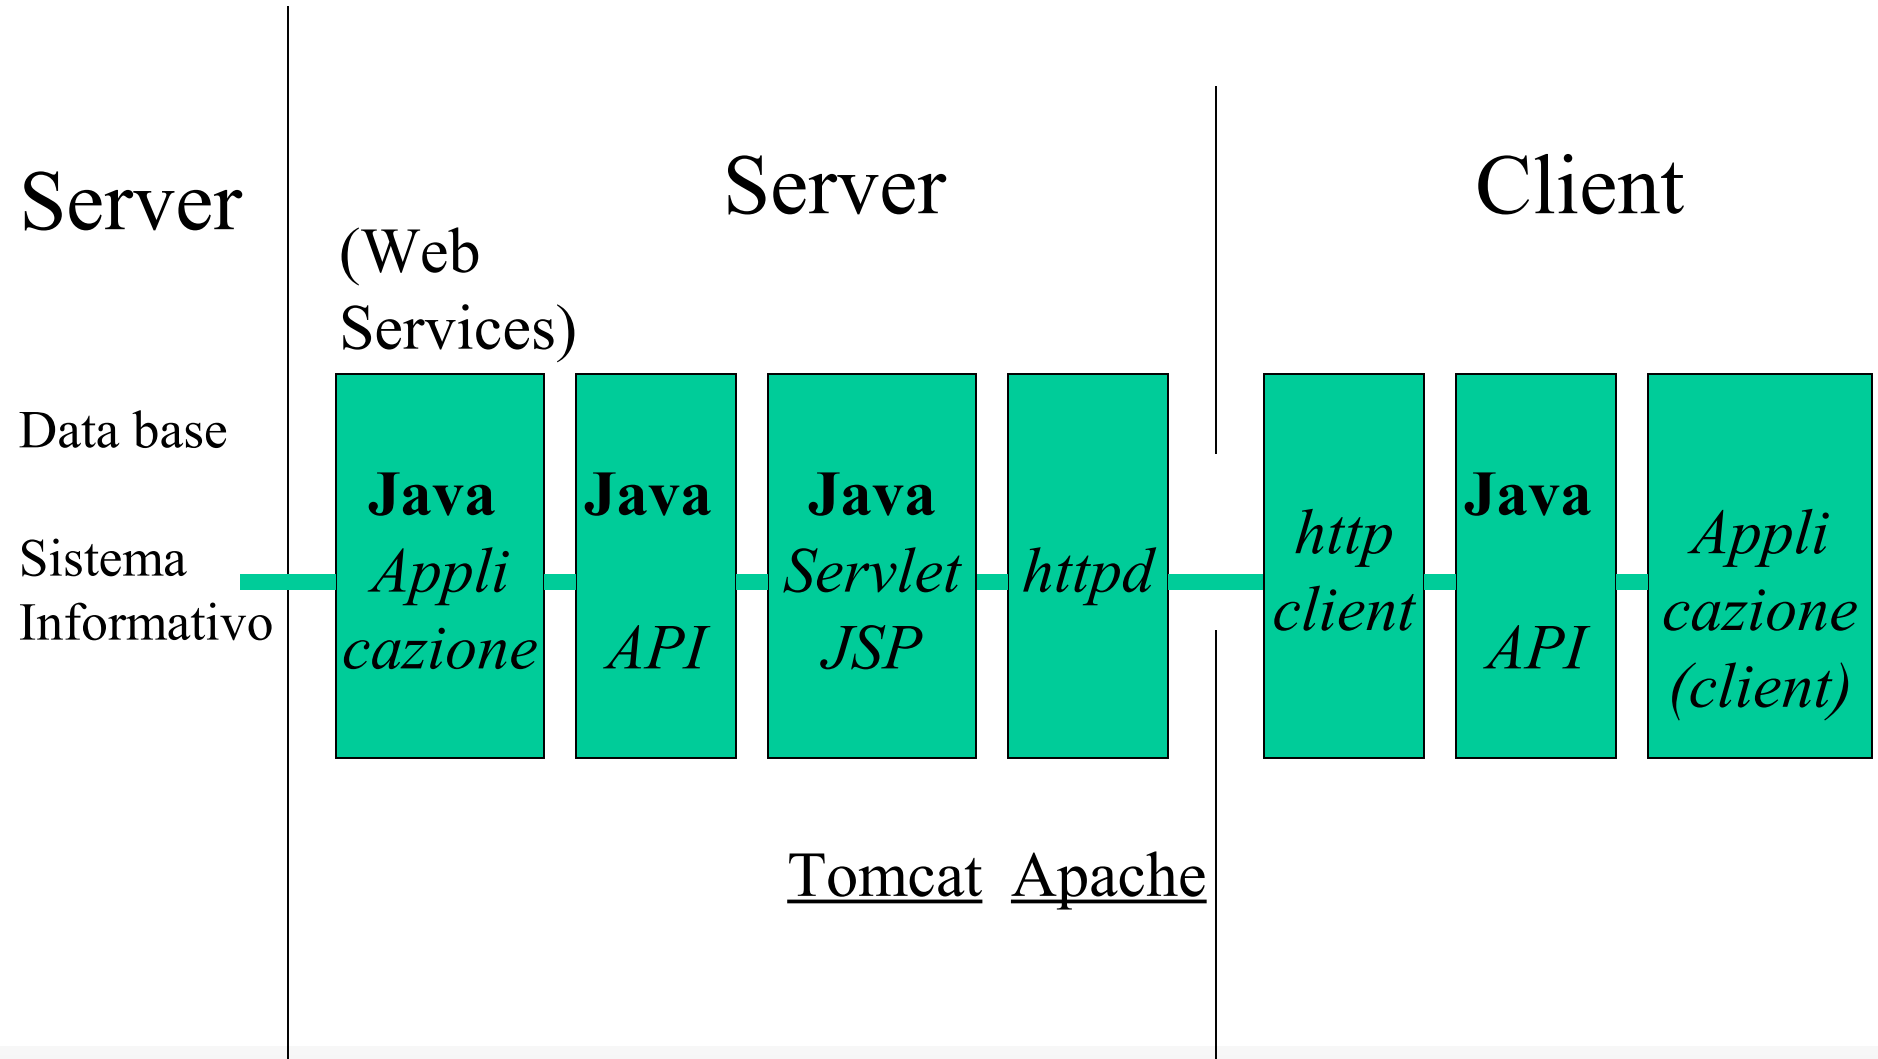 Server
Data base
Sistema
Informativo
Server
(Web
Services)
Java
Appli
cazione
Java
API
Java
Servlet
JSP
httpd
Tomcat
Apache
Client
http
client
Java
API
Appli
cazione
(client)